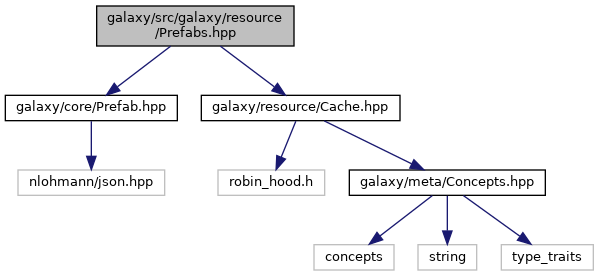 galaxy/src/galaxy/resource
/Prefabs.hpp
galaxy/core/Prefab.hpp
galaxy/resource/Cache.hpp
nlohmann/json.hpp
robin_hood.h
galaxy/meta/Concepts.hpp
concepts
string
type_traits